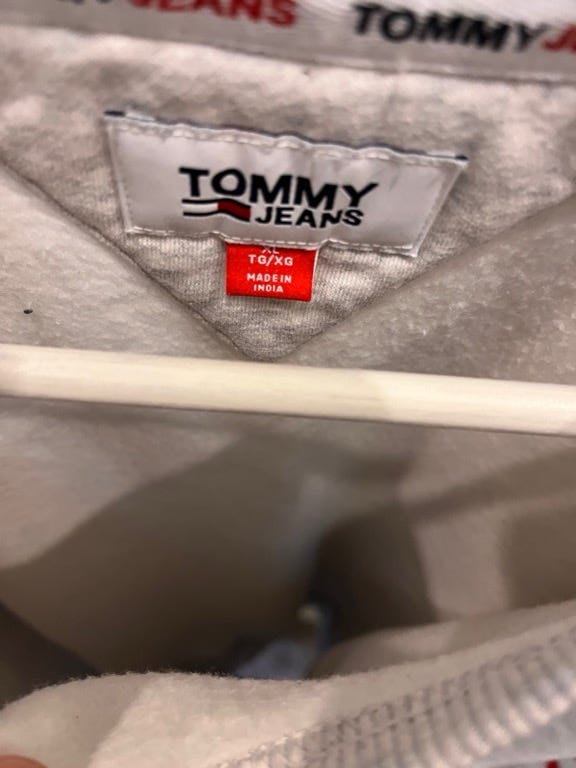 JEANS TOMMY
TOMMY
JEANS
XL
TG/XG
MADE IN
INDIA